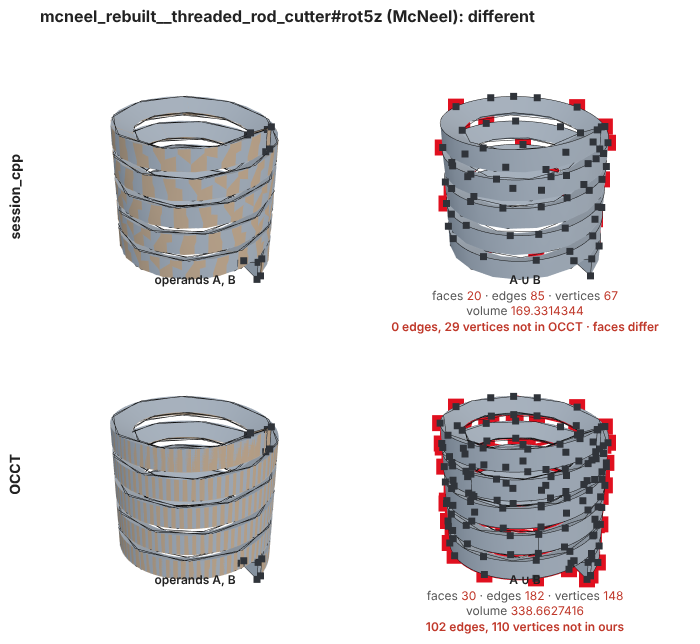 mcneel_rebuilt__threaded_rod_cutter#rot5z (McNeel): different
session_cpp
operands A, B
A ∪ B
faces 20 · edges 85 · vertices 67
volume 169.3314344
0 edges, 29 vertices not in OCCT · faces differ
OCCT
operands A, B
A ∪ B
faces 30 · edges 182 · vertices 148
volume 338.6627416
102 edges, 110 vertices not in ours